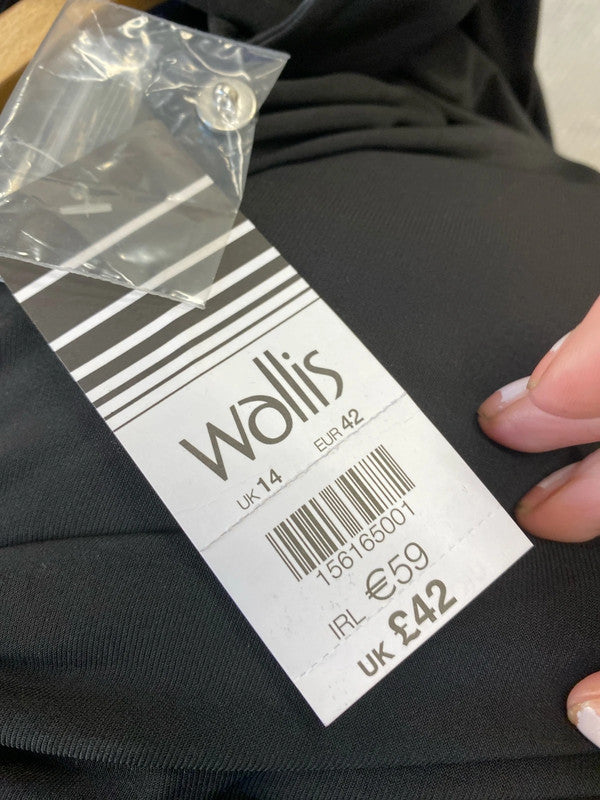 Wallis
UK 14 EUR 42
156165001
IRL €59
UK £42